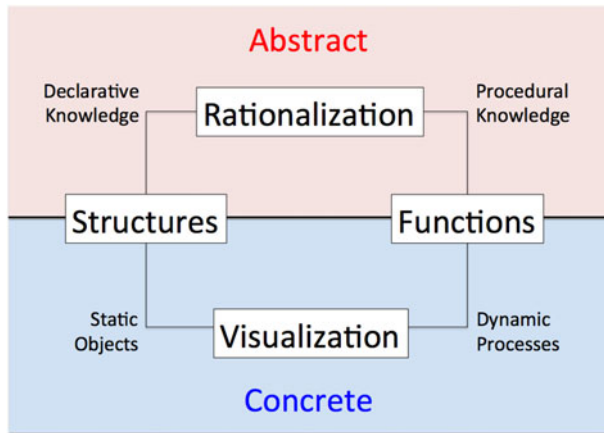 Abstract
Declarative
Knowledge
Rationalization
Procedural
Knowledge
Structures
Functions
Static
Objects
Visualization
Dynamic
Processes
Concrete